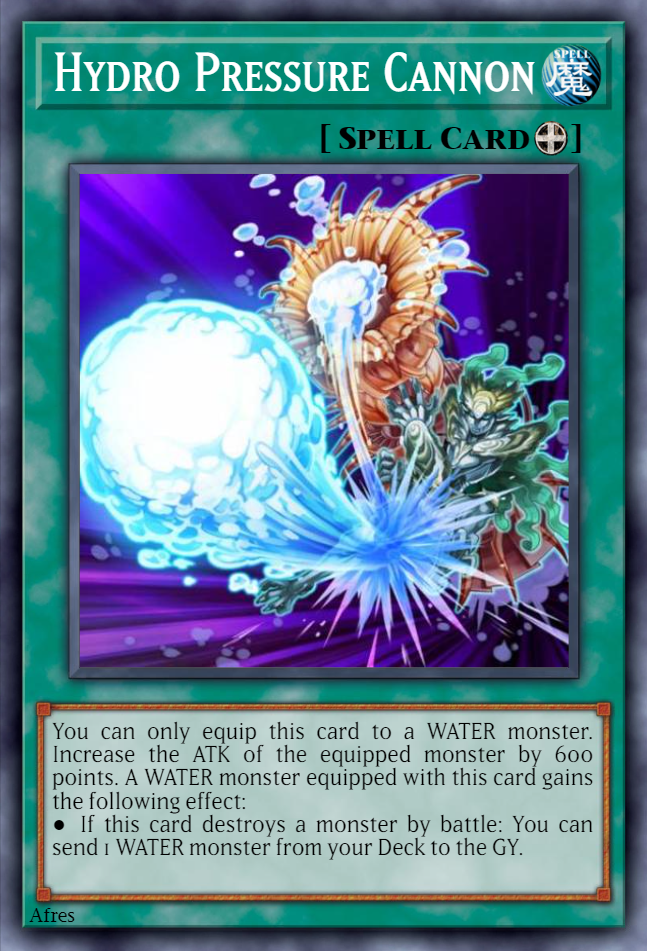 Hydro Pressure Cannon
SPELL
魔
[ Spell Card ]
You can only equip this card to a WATER monster.
Increase the ATK of the equipped monster by 600
points. A WATER monster equipped with this card gains
the following effect:
● If this card destroys a monster by battle: You can
send 1 WATER monster from your Deck to the GY.
Afres